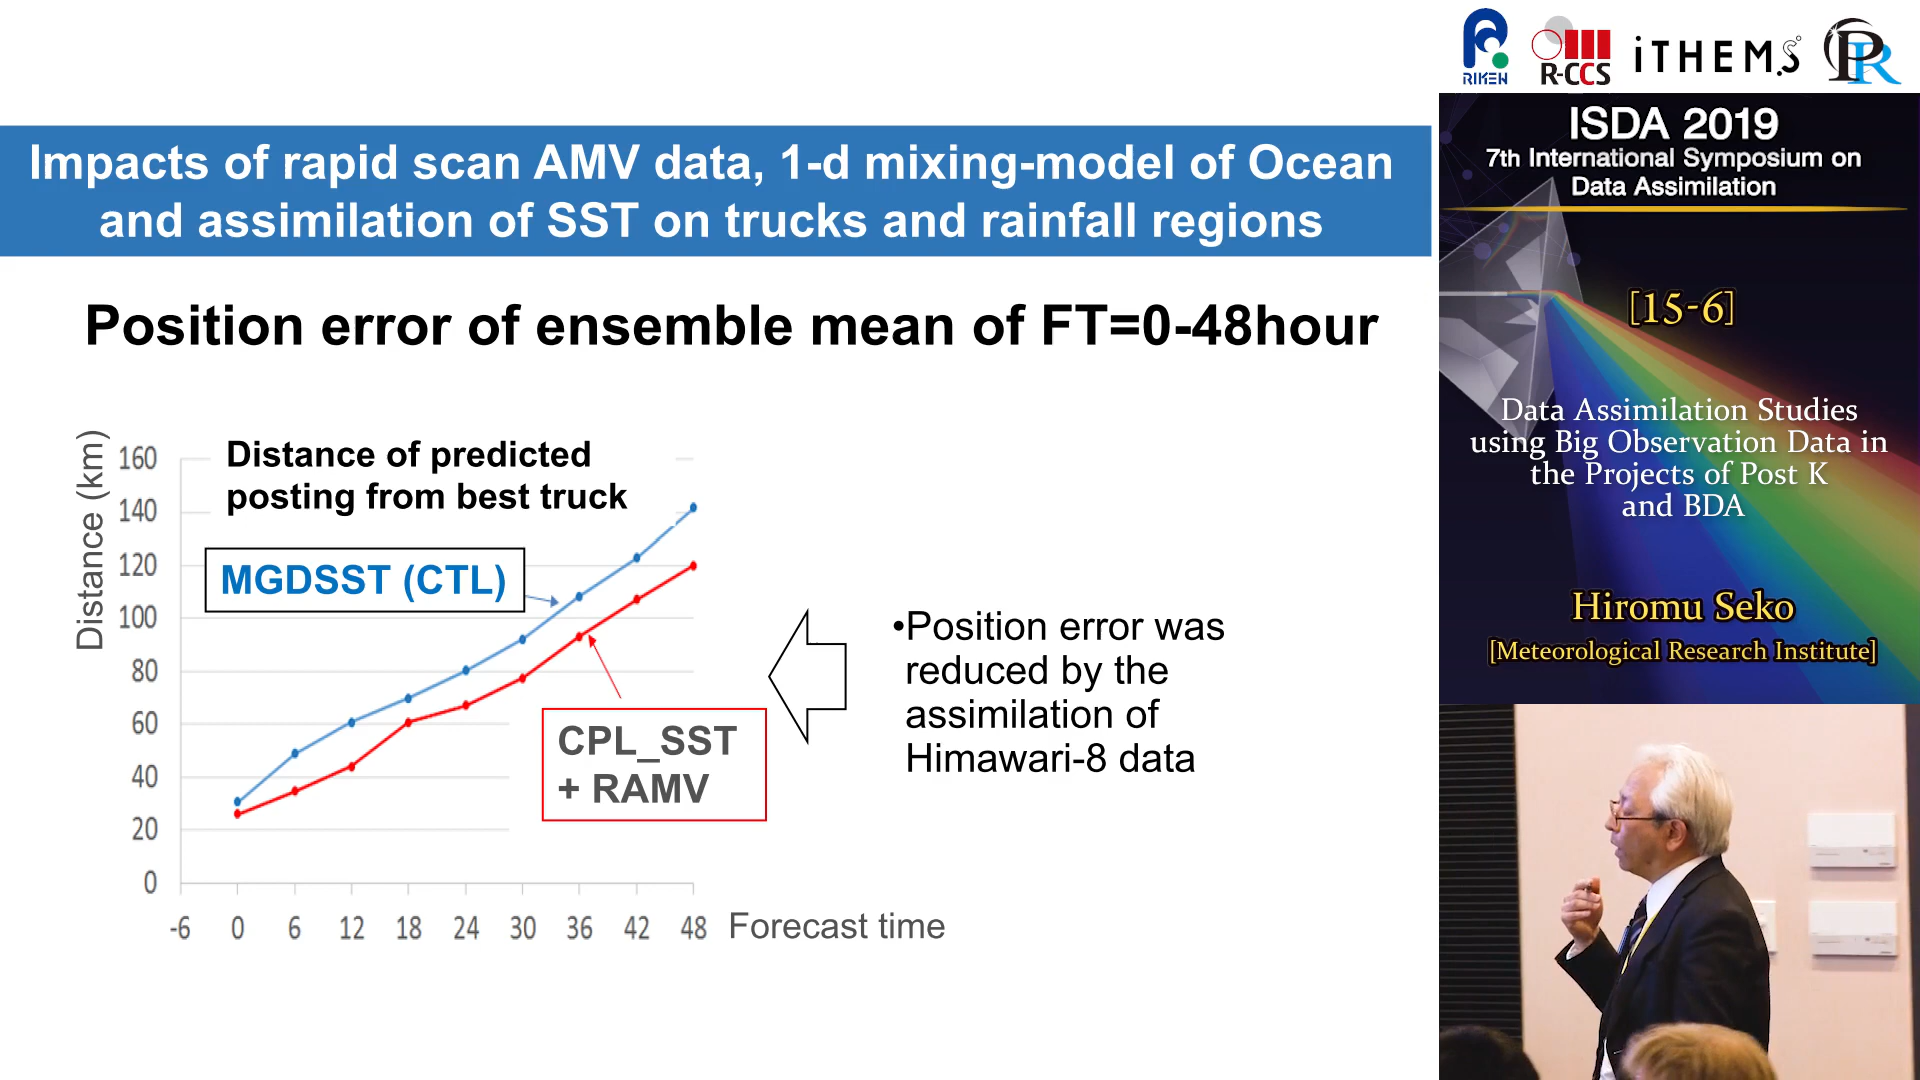 RIKEN
R-CCS
iTHEMS
PR
Impacts of rapid scan AMV data, 1-d mixing-model of Ocean
and assimilation of SST on trucks and rainfall regions
Position error of ensemble mean of FT=0-48hour
Distance (km)
160
140
120
100
80
60
40
20
0
Distance of predicted
posting from best truck
MGDSST (CTL)
CPL_SST
+ RAMV
-6 0 6 12 18 24 30 36 42 48
Forecast time
•Position error was
reduced by the
assimilation of
Himawari-8 data
ISDA 2019
7th International Symposium on
Data Assimilation
[15-6]
Data Assimilation Studies
using Big Observation Data in
the Projects of Post K
and BDA
Hiromu Seko
[Meteorological Research Institute]